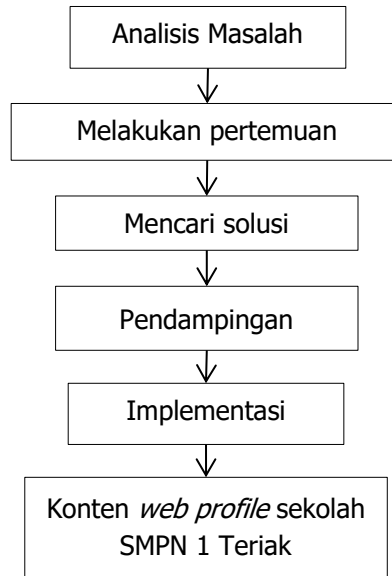 Analisis Masalah
Melakukan pertemuan
Mencari solusi
Pendampingan
Implementasi
Konten web profile sekolah
SMPN 1 Teriak